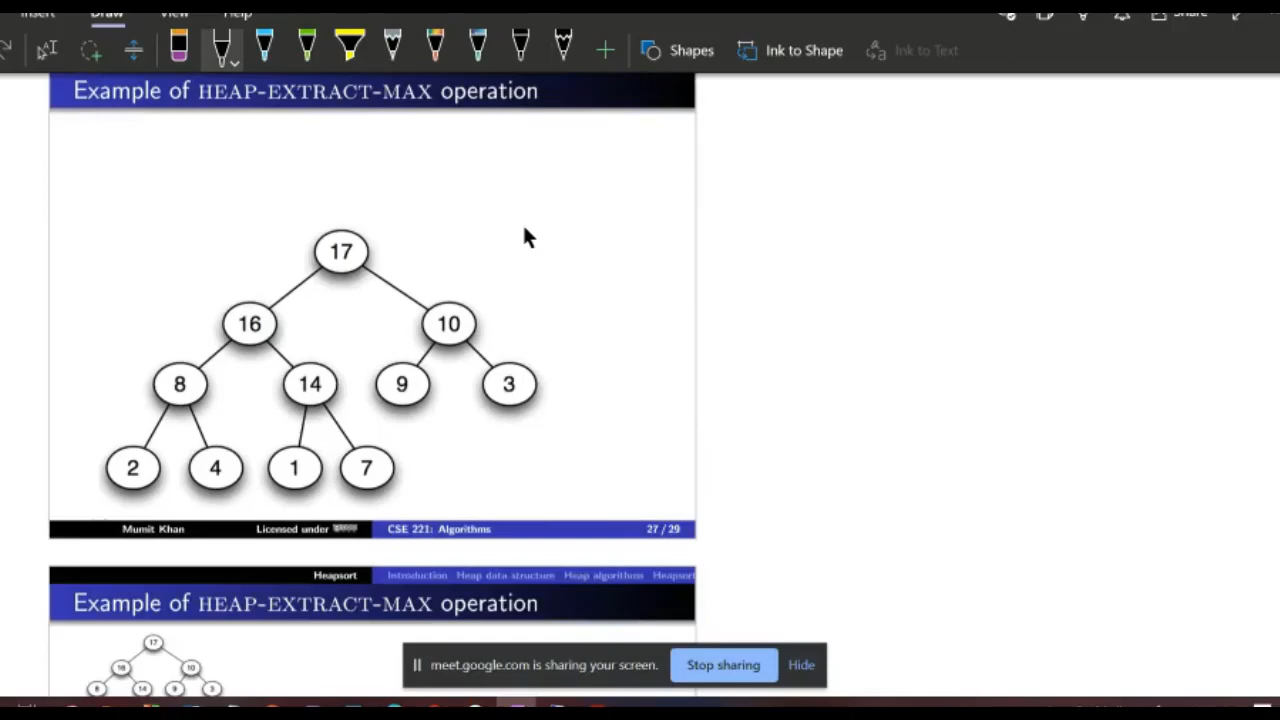 Insert Draw View Help Share
Shapes Ink to Shape Ink to Text
Example of HEAP-EXTRACT-MAX operation
17
16 10
8 14 9 3
2 4 1 7
Mumit Khan Licensed under CSE 221: Algorithms 27 / 29
Heapsort Introduction Heap data structure Heap algorithms Heapsort
Example of HEAP-EXTRACT-MAX operation
17
16 10
8 14 9 3
meet.google.com is sharing your screen. Stop sharing Hide